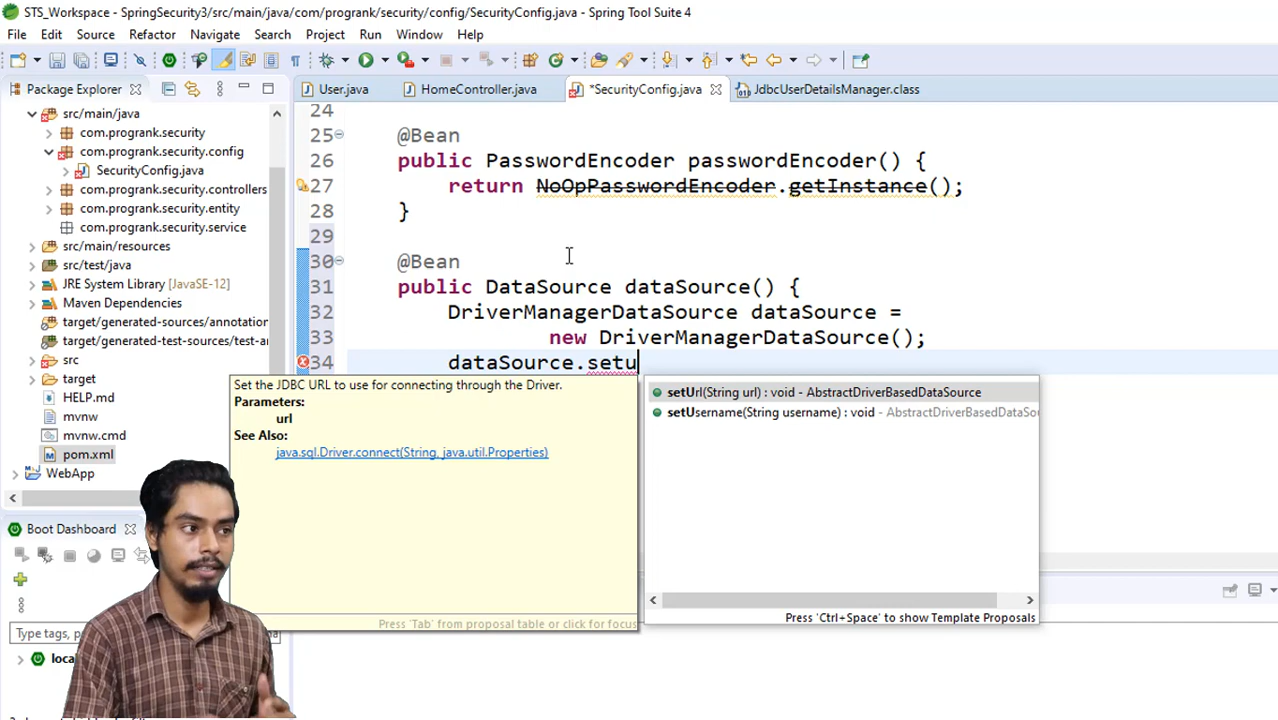 STS_Workspace - SpringSecurity3/src/main/java/com/progrank/security/config/SecurityConfig.java - Spring Tool Suite 4
File Edit Source Refactor Navigate Search Project Run Window Help
Package Explorer
User.java
HomeController.java
*SecurityConfig.java
JdbcUserDetailsManager.class
src/main/java
com.progrank.security
com.progrank.security.config
SecurityConfig.java
com.progrank.security.controllers
com.progrank.security.entity
com.progrank.security.service
src/main/resources
src/test/java
JRE System Library [JavaSE-12]
Maven Dependencies
target/generated-sources/annotation
target/generated-test-sources/test-a
src
target
HELP.md
mvnw
mvnw.cmd
pom.xml
WebApp
24
25 @Bean
26 public PasswordEncoder passwordEncoder() {
27 return NoOpPasswordEncoder.getInstance();
28 }
29
30 @Bean
31 public DataSource dataSource() {
32 DriverManagerDataSource dataSource =
33 new DriverManagerDataSource();
34 dataSource.setu
Set the JDBC URL to use for connecting through the Driver.
Parameters:
url
See Also:
java.sql.Driver.connect(String, java.util.Properties)
Press 'Tab' from proposal table or click for focus
setUrl(String url) : void - AbstractDriverBasedDataSource
setUsername(String username) : void - AbstractDriverBasedDataSo
Press 'Ctrl+Space' to show Template Proposals
Boot Dashboard
Type tags,